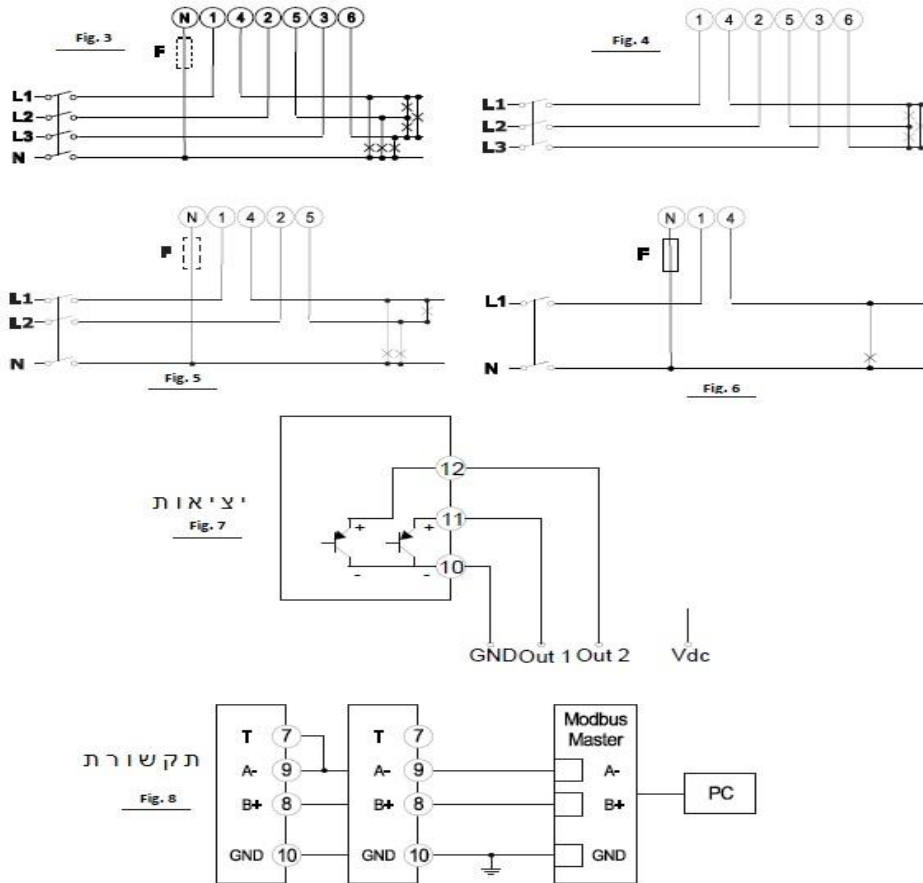 N 1 4 2 5 3 6
Fig. 3
F
L1
L2
L3
N
1 4 2 5 3 6
Fig. 4
L1
L2
L3
N 1 4 2 5
F
L1
L2
N
Fig. 5
N 1 4
F
L1
N
Fig. 6
יציאות
Fig. 7
12
11
10
+ +
- -
GND Out 1 Out 2 Vdc
תקשורת
Fig. 8
T 7
A- 9
B+ 8
GND 10
T 7
A- 9
B+ 8
GND 10
Modbus
Master
A-
B+
GND
PC